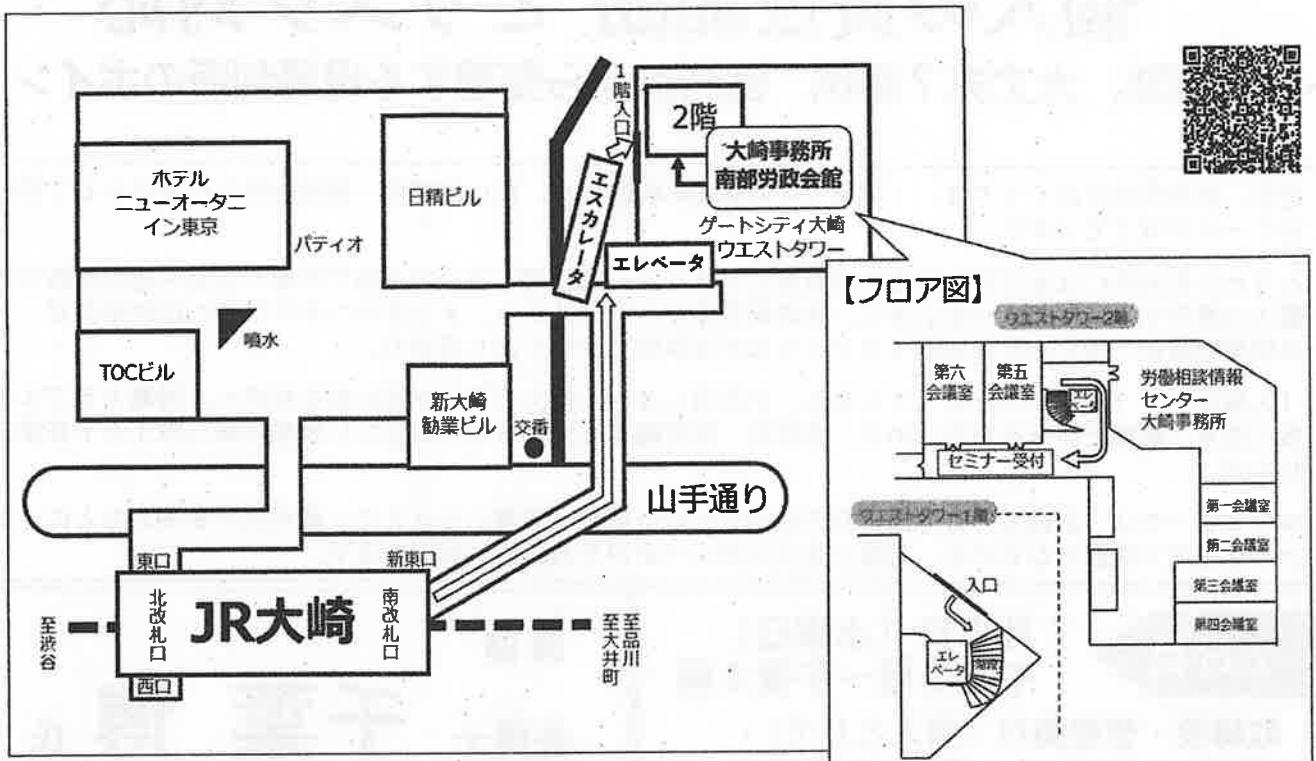 ホテル
ニューオータニ
イン東京
パティオ
日積ビル
噴水
TOCビル
新大崎
勧業ビル
交番
エスカレータ
エレベータ
1階入口
2階
大崎事務所
南部労政会館
ゲートシティ大崎
ウエストタワー
山手通り
東口
新東口
北改札口
JR大崎
南改札口
西口
至渋谷
至品川
至大井町
【フロア図】
ウエストタワー2階
第六
会議室
第五
会議室
エレ
ベータ
労働相談情報
センター
大崎事務所
セミナー受付
第一会議室
第二会議室
第三会議室
第四会議室
ウエストタワー1階
入口
エレ
ベータ
階段